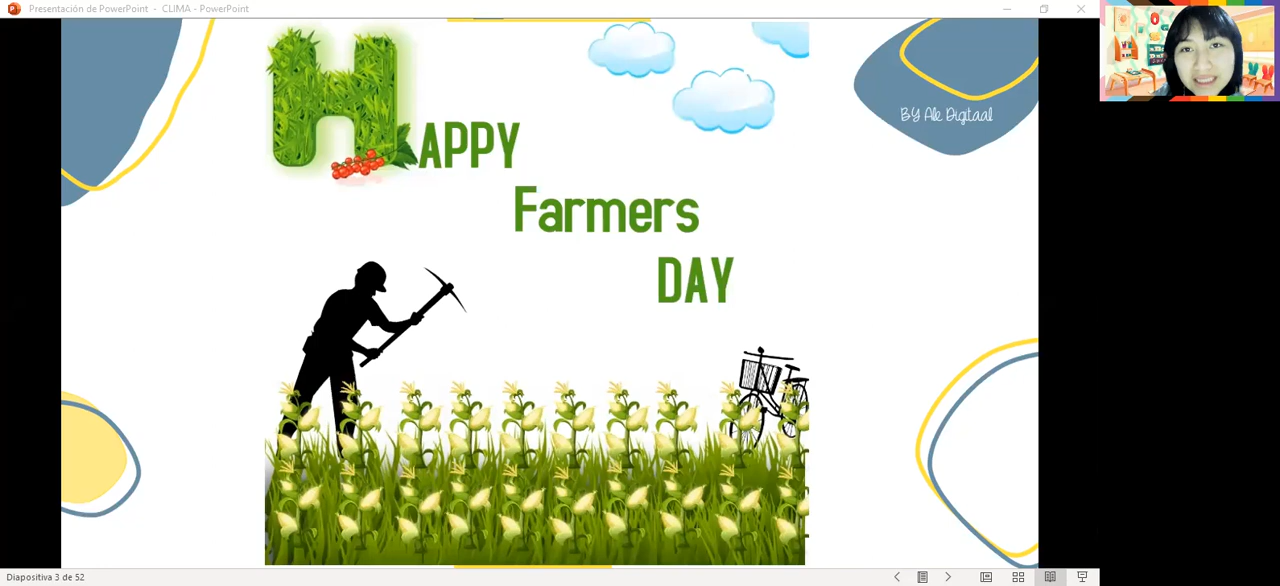 Presentación de PowerPoint - CLIMA - PowerPoint
HAPPY
Farmers
DAY
BY Ale Digitaal
Diapositiva 3 de 52